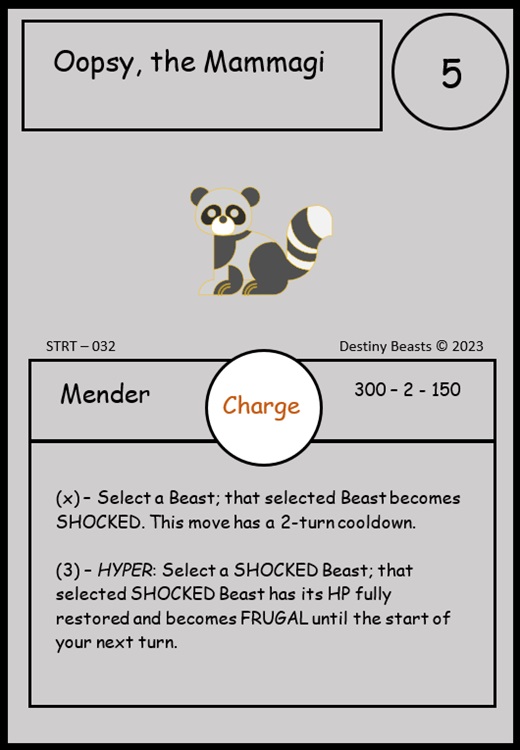 Oopsy, the Mammagi
5
STRT – 032
Destiny Beasts © 2023
Mender
Charge
300 – 2 - 150
(x) – Select a Beast; that selected Beast becomes
SHOCKED. This move has a 2-turn cooldown.
(3) – HYPER: Select a SHOCKED Beast; that
selected SHOCKED Beast has its HP fully
restored and becomes FRUGAL until the start of
your next turn.